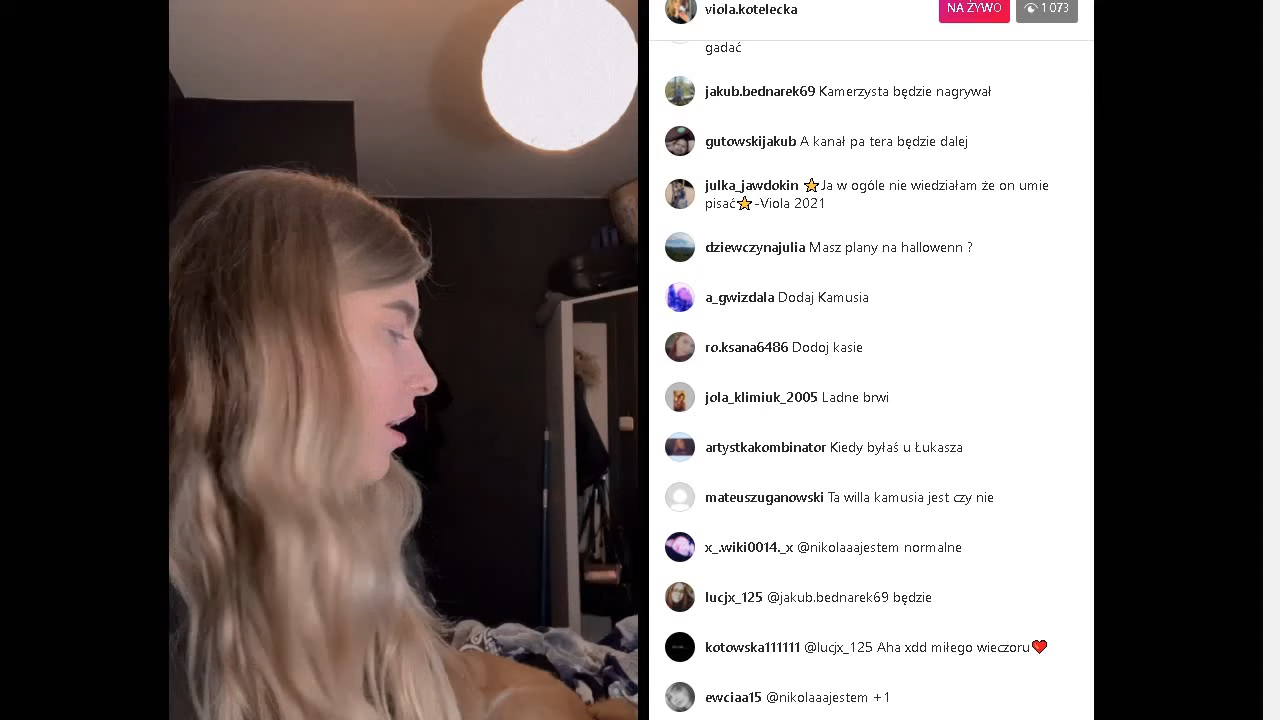 viola.kotelecka
NA ŻYWO
1 073
gadać
jakub.bednarek69 Kamerzysta będzie nagrywał
gutowskijakub A kanał pa tera będzie dalej
julka_jawdokin ⭐Ja w ogóle nie wiedziałam że on umie
pisać⭐-Viola 2021
dziewczynajulia Masz plany na hallowenn ?
a_gwizdala Dodaj Kamusia
ro.ksana6486 Dodoj kasie
jola_klimiuk_2005 Ladne brwi
artystkakombinator Kiedy byłaś u Łukasza
mateuszuganowski Ta willa kamusia jest czy nie
x_.wiki0014._x @nikolaaajestem normalne
lucjx_125 @jakub.bednarek69 będzie
kotowska111111 @lucjx_125 Aha xdd miłego wieczoru❤️
ewciaa15 @nikolaaajestem +1